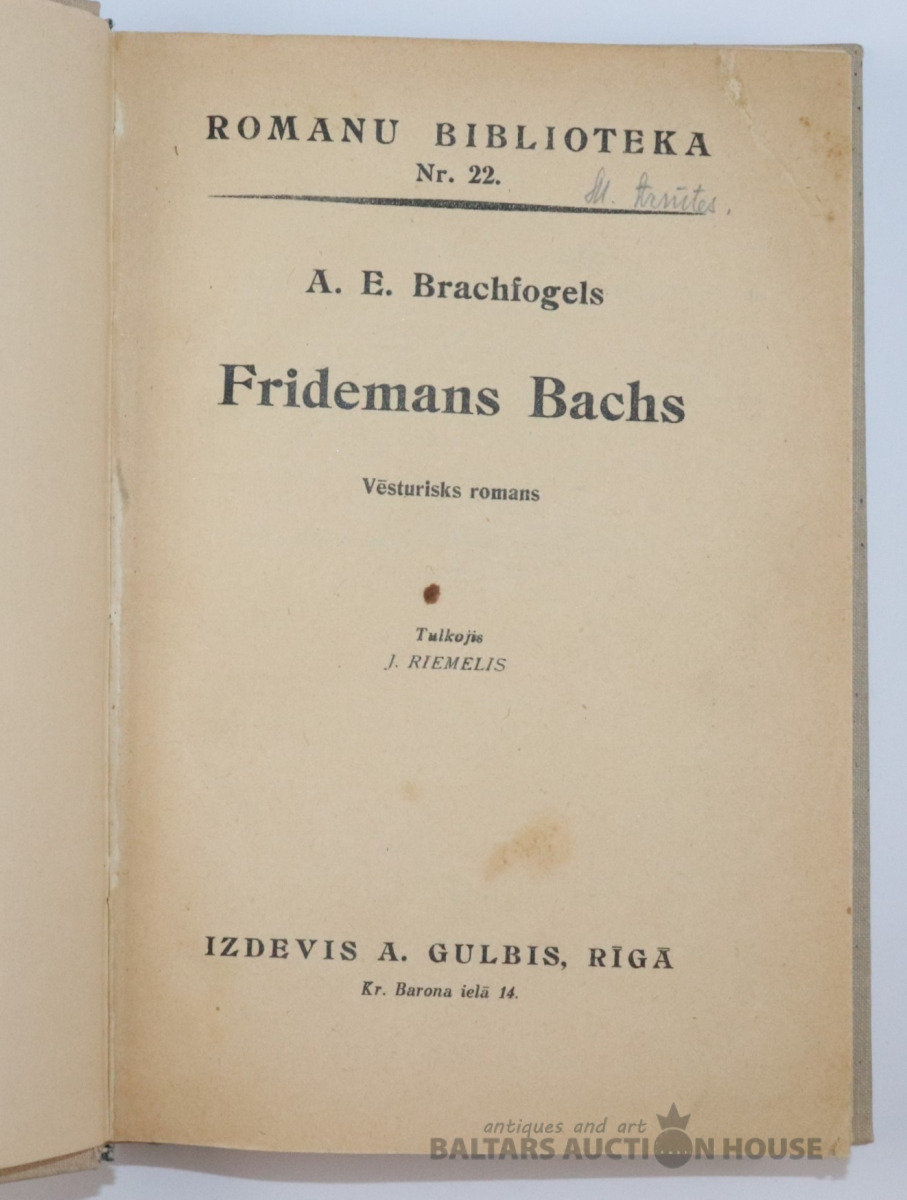 ROMANU BIBLIOTEKA
Nr. 22.
A. E. Brachfogels
Fridemans Bachs
Vēsturisks romans
Tulkojis
J. RIEMELIS
IZDEVIS A. GULBIS, RĪGĀ
Kr. Barona ielā 14.
antiques and art
BALTARS AUCTION HOUSE